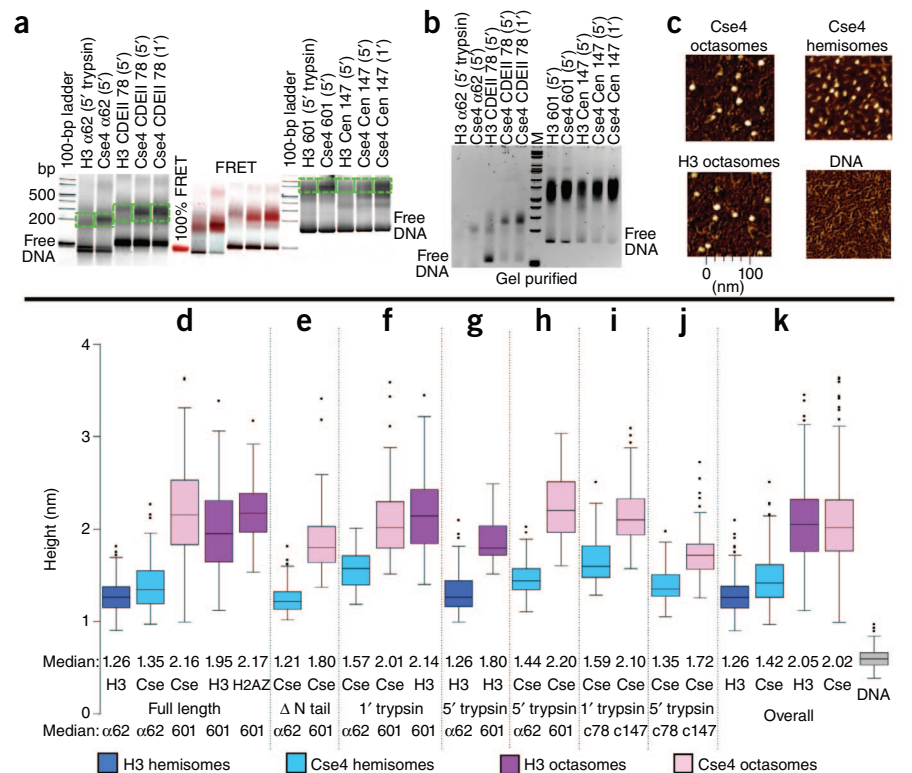 a
100-bp ladder
H3 α62 (5′ trypsin)
Cse4 α62 (5′)
H3 CDEII 78 (5′)
Cse4 CDEII 78 (5′)
Cse4 CDEII 78 (1′)
100% FRET
FRET
100-bp ladder
H3 601 (5′ trypsin)
Cse4 601 (5′)
H3 Cen 147 (5′)
Cse4 Cen 147 (5′)
Cse4 Cen 147 (1′)
bp
500
200
Free
DNA
Free
DNA
b
H3 α62 (5′ trypsin)
Cse4 α62 (5′)
H3 CDEII 78 (5′)
Cse4 CDEII 78 (5′)
Cse4 CDEII 78 (1′)
M
H3 601 (5′)
Cse4 601 (5′)
H3 Cen 147 (5′)
Cse4 Cen 147 (5′)
Cse4 Cen 147 (1′)
Free
DNA
Free
DNA
Gel purified
c
Cse4
octasomes
Cse4
hemisomes
H3 octasomes
DNA
0 100
(nm)
d e f g h i j k
Height (nm)
4
3
2
1
0
Median: 1.26 1.35 2.16 1.95 2.17 1.21 1.80 1.57 2.01 2.14 1.26 1.80 1.44 2.20 1.59 2.10 1.35 1.72 1.26 1.42 2.05 2.02
H3 Cse Cse H3 H2AZ Cse Cse Cse Cse H3 H3 H3 Cse Cse Cse Cse Cse Cse H3 Cse H3 Cse DNA
Full length Δ N tail 1′ trypsin 5′ trypsin 5′ trypsin 1′ trypsin 5′ trypsin Overall
Median: α62 α62 601 601 601 α62 601 α62 601 601 α62 601 α62 601 c78 c147 c78 c147
H3 hemisomes Cse4 hemisomes H3 octasomes Cse4 octasomes